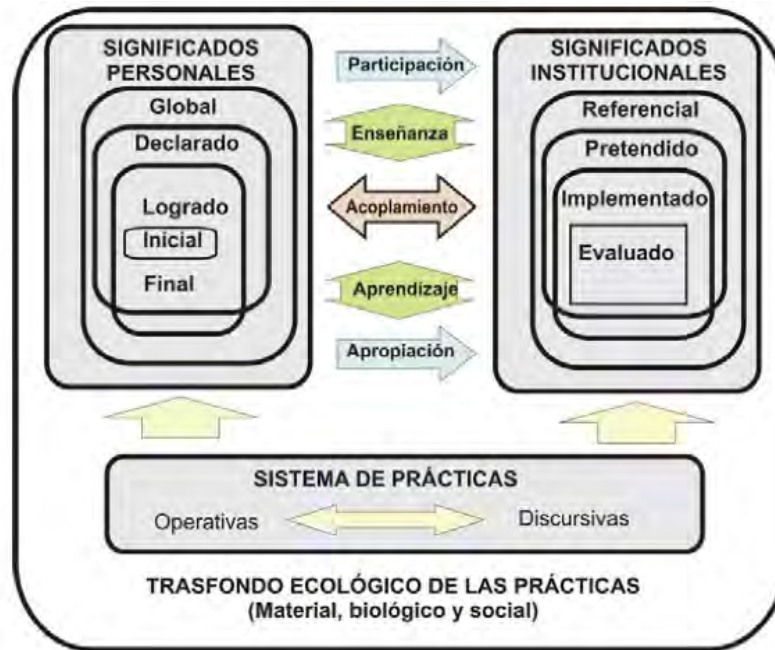 SIGNIFICADOS
PERSONALES
Global
Declarado
Logrado
Inicial
Final
Participación
Enseñanza
Acoplamiento
Aprendizaje
Apropiación
SIGNIFICADOS
INSTITUCIONALES
Referencial
Pretendido
Implementado
Evaluado
SISTEMA DE PRÁCTICAS
Operativas
Discursivas
TRASFONDO ECOLÓGICO DE LAS PRÁCTICAS
(Material, biológico y social)